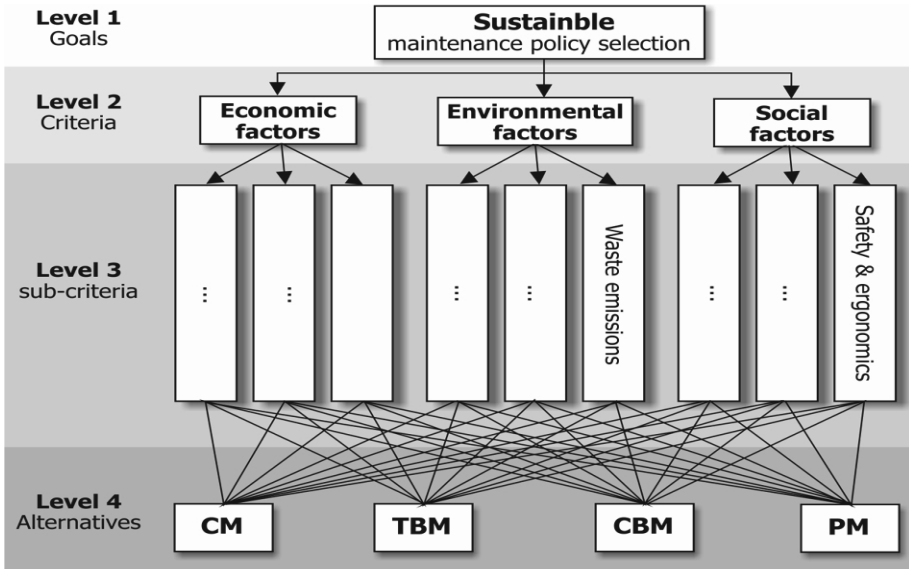 Level 1
Goals
Sustainble
maintenance policy selection
Level 2
Criteria
Economic
factors
Environmental
factors
Social
factors
Level 3
sub-criteria
...
...
...
...
Waste emissions
...
...
Safety & ergonomics
Level 4
Alternatives
CM
TBM
CBM
PM